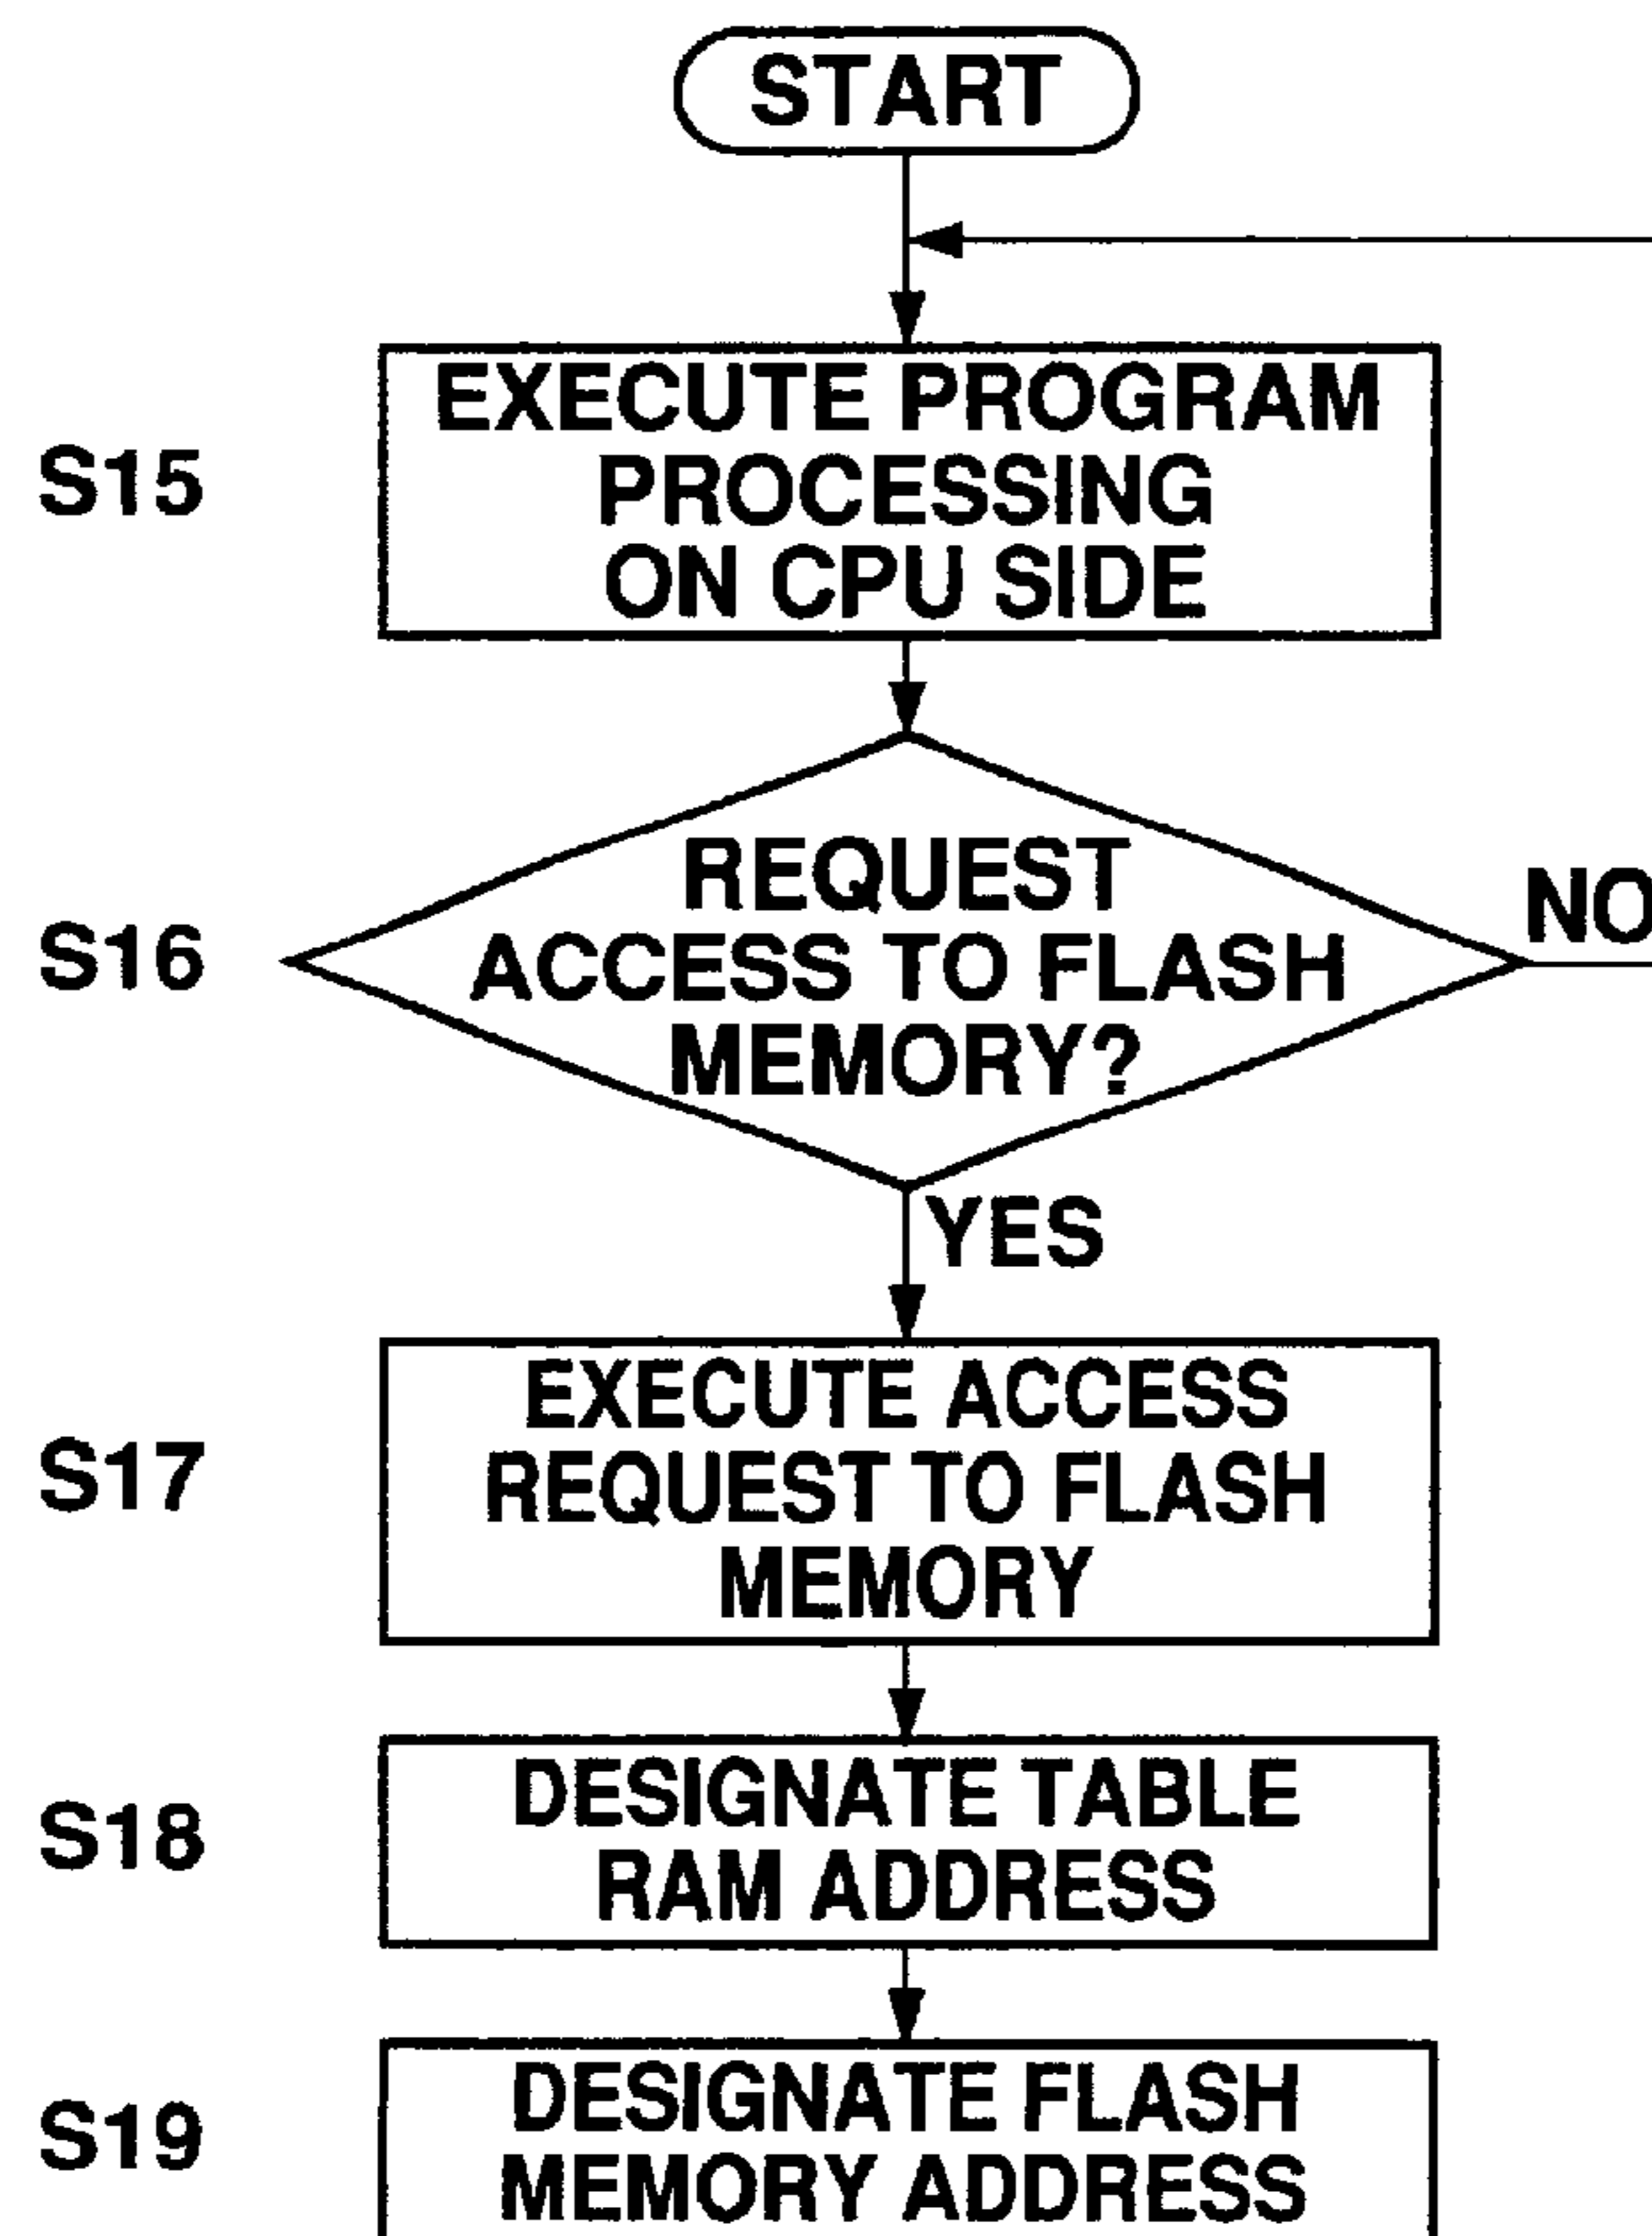 START
S15
EXECUTE PROGRAM
PROCESSING
ON CPU SIDE
S16
REQUEST
ACCESS TO FLASH
MEMORY?
NO
YES
S17
EXECUTE ACCESS
REQUEST TO FLASH
MEMORY
S18
DESIGNATE TABLE
RAM ADDRESS
S19
DESIGNATE FLASH
MEMORY ADDRESS